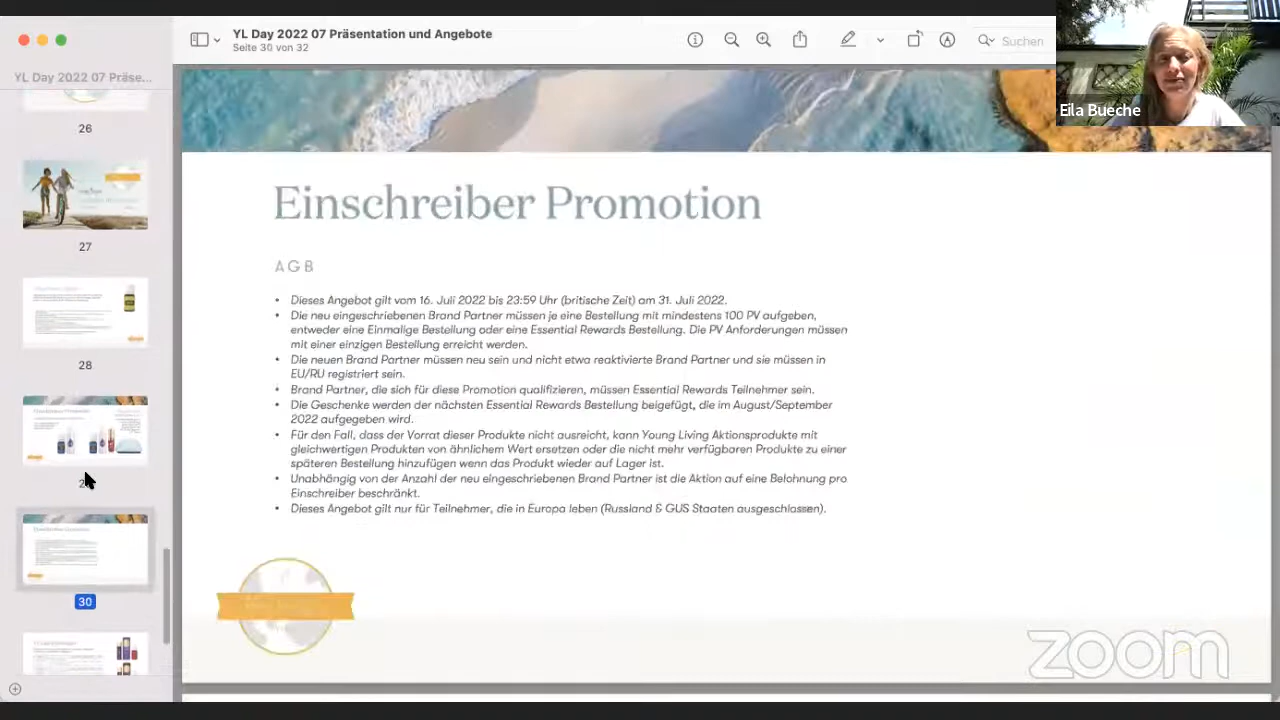 YL Day 2022 07 Präsentation und Angebote
Seite 30 von 32
Suchen
YL Day 2022 07 Präse...
26
27
28
30
Eila Bueche
Einschreiber Promotion
AGB
• Dieses Angebot gilt vom 16. Juli 2022 bis 23:59 Uhr (britische Zeit) am 31. Juli 2022.
• Die neu eingeschriebenen Brand Partner müssen je eine Bestellung mit mindestens 100 PV aufgeben,
entweder eine Einmalige Bestellung oder eine Essential Rewards Bestellung. Die PV Anforderungen müssen
mit einer einzigen Bestellung erreicht werden.
• Die neuen Brand Partner müssen neu sein und nicht etwa reaktivierte Brand Partner und sie müssen in
EU/RU registriert sein.
• Brand Partner, die sich für diese Promotion qualifizieren, müssen Essential Rewards Teilnehmer sein.
• Die Geschenke werden der nächsten Essential Rewards Bestellung beigefügt, die im August/September
2022 aufgegeben wird.
• Für den Fall, dass der Vorrat dieser Produkte nicht ausreicht, kann Young Living Aktionsprodukte mit
gleichwertigen Produkten von ähnlichem Wert ersetzen oder die nicht mehr verfügbaren Produkte zu einer
späteren Bestellung hinzufügen wenn das Produkt wieder auf Lager ist.
• Unabhängig von der Anzahl der neu eingeschriebenen Brand Partner ist die Aktion auf eine Belohnung pro
Einschreiber beschränkt.
• Dieses Angebot gilt nur für Teilnehmer, die in Europa leben (Russland & GUS Staaten ausgeschlossen).
zoom